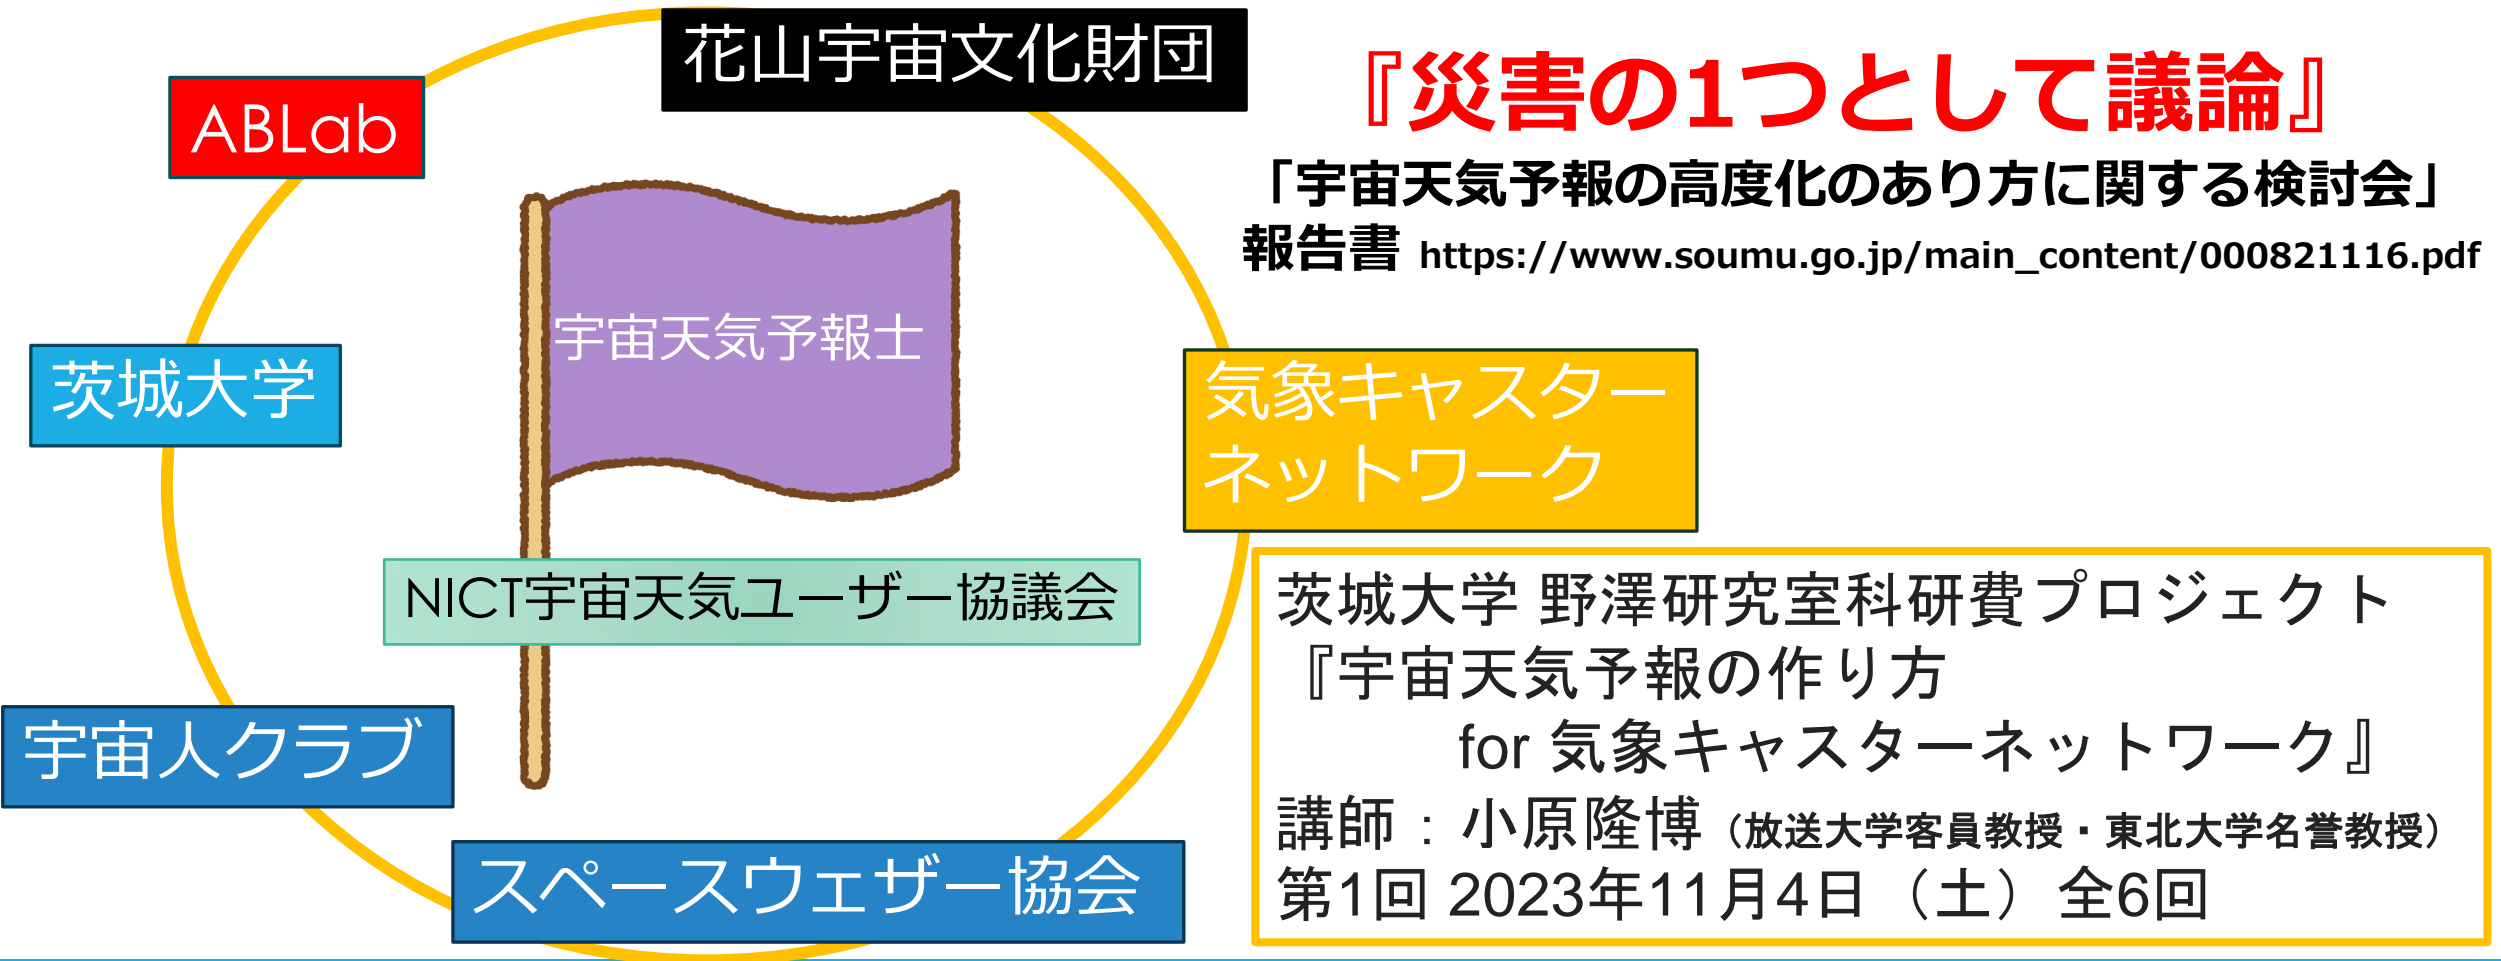 花山宇宙文化財団
ABLab
『災害の1つとして議論』
「宇宙天気予報の高度化のあり方に関する検討会」
報告書 https://www.soumu.go.jp/main_content/000821116.pdf
宇宙天気予報士
茨城大学
気象キャスター
ネットワーク
NICT宇宙天気ユーザー協議会
宇宙人クラブ
スペースウェザー協会
茨城大学 野澤研究室科研費プロジェクト
『宇宙天気予報の作り方
for 気象キャスターネットワーク』
講師：小原隆博（放送大学客員教授・東北大学名誉教授）
第1回 2023年11月4日（土） 全6回